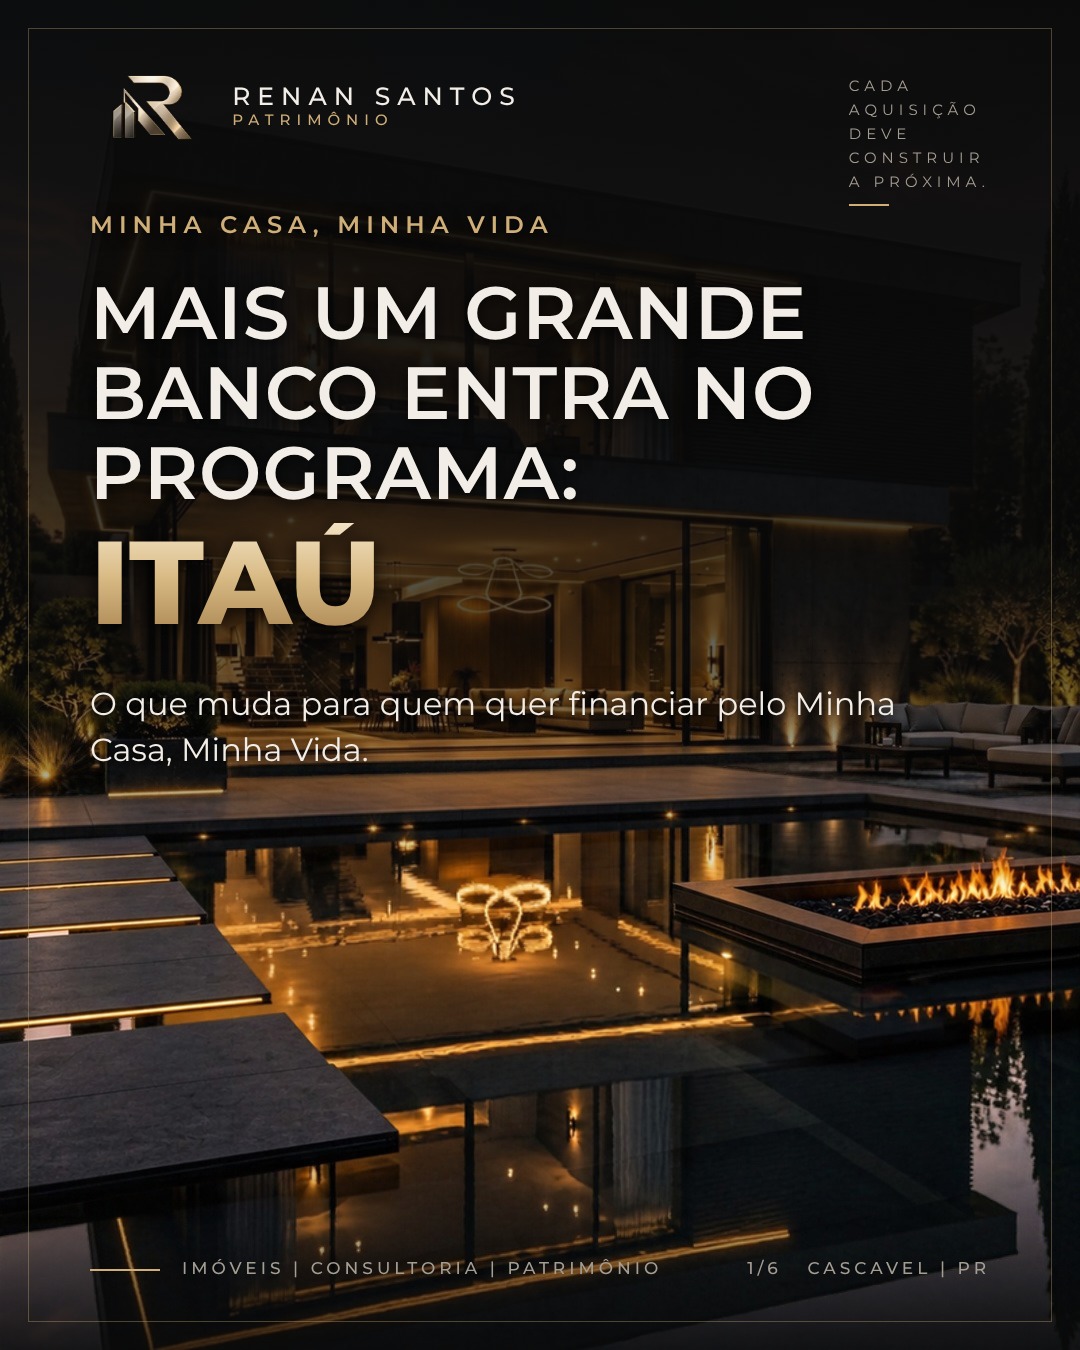 RENAN SANTOS
PATRIMÔNIO
CADA
AQUISIÇÃO
DEVE
CONSTRUIR
A PRÓXIMA.
MINHA CASA, MINHA VIDA
MAIS UM GRANDE
BANCO ENTRA NO
PROGRAMA:
ITAÚ
O que muda para quem quer financiar pelo Minha
Casa, Minha Vida.
IMÓVEIS | CONSULTORIA | PATRIMÔNIO
1/6 CASCAVEL | PR